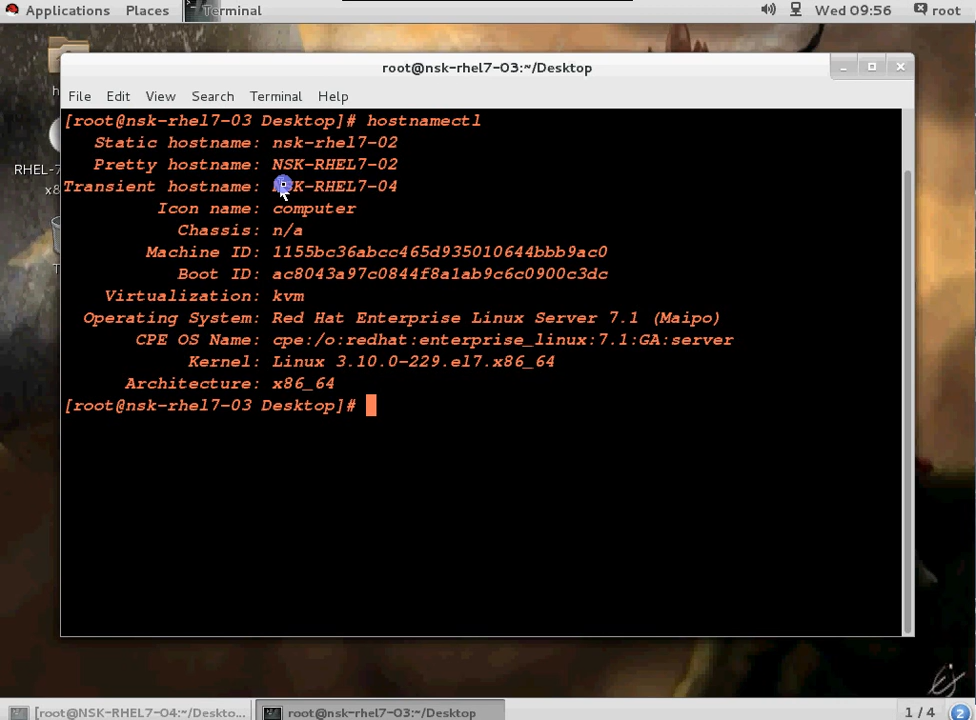 Applications Places Terminal Wed 09:56 root
root@nsk-rhel7-03:~/Desktop
File Edit View Search Terminal Help
[root@nsk-rhel7-03 Desktop]# hostnamectl
Static hostname: nsk-rhel7-02
Pretty hostname: NSK-RHEL7-02
Transient hostname: NSK-RHEL7-04
Icon name: computer
Chassis: n/a
Machine ID: 1155bc36abcc465d935010644bbb9ac0
Boot ID: ac8043a97c0844f8a1ab9c6c0900c3dc
Virtualization: kvm
Operating System: Red Hat Enterprise Linux Server 7.1 (Maipo)
CPE OS Name: cpe:/o:redhat:enterprise_linux:7.1:GA:server
Kernel: Linux 3.10.0-229.el7.x86_64
Architecture: x86_64
[root@nsk-rhel7-03 Desktop]#
RHEL-7
[root@NSK-RHEL7-04:~/Deskto... root@nsk-rhel7-03:~/Desktop 1 / 4 2